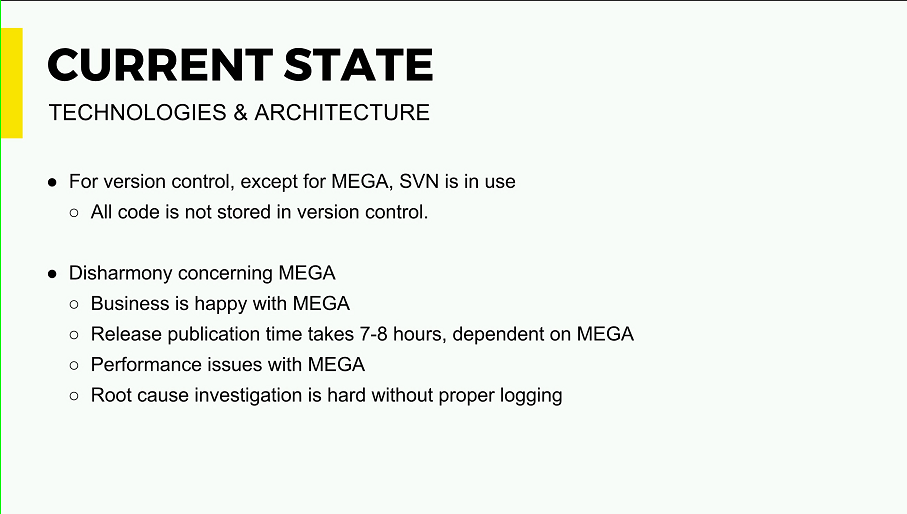 CURRENT STATE
TECHNOLOGIES & ARCHITECTURE
● For version control, except for MEGA, SVN is in use
○ All code is not stored in version control.
● Disharmony concerning MEGA
○ Business is happy with MEGA
○ Release publication time takes 7-8 hours, dependent on MEGA
○ Performance issues with MEGA
○ Root cause investigation is hard without proper logging